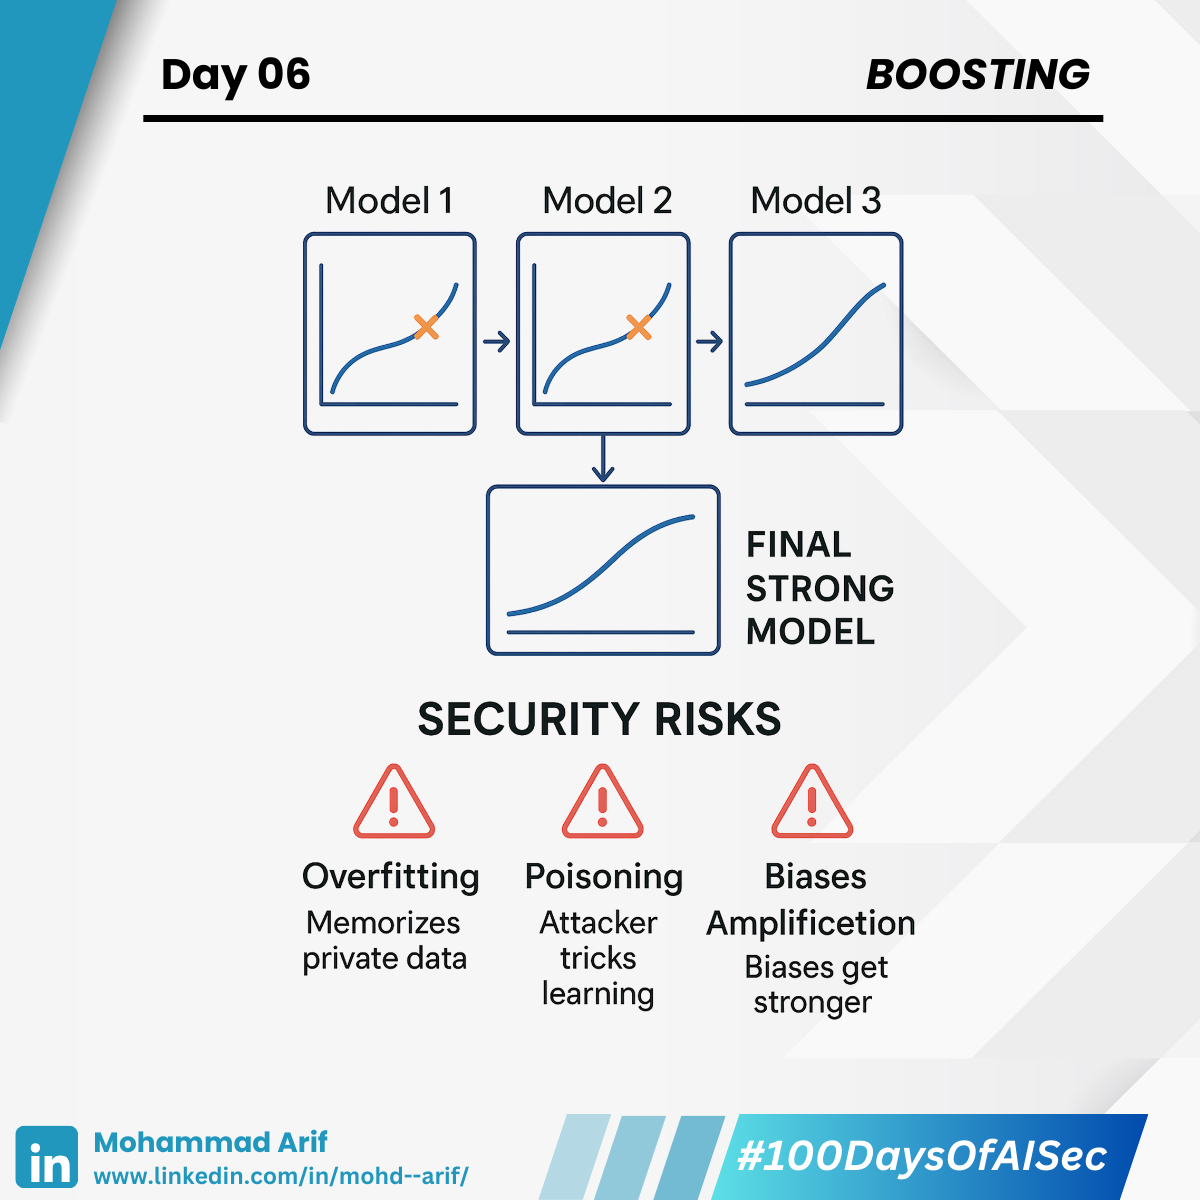 Day 06
BOOSTING
Model 1
Model 2
Model 3
FINAL
STRONG
MODEL
SECURITY RISKS
Overfitting
Memorizes
private data
Poisoning
Attacker
tricks
learning
Biases
Amplificetion
Biases get
stronger
in
Mohammad Arif
www.linkedin.com/in/mohd--arif/
#100DaysOfAISec